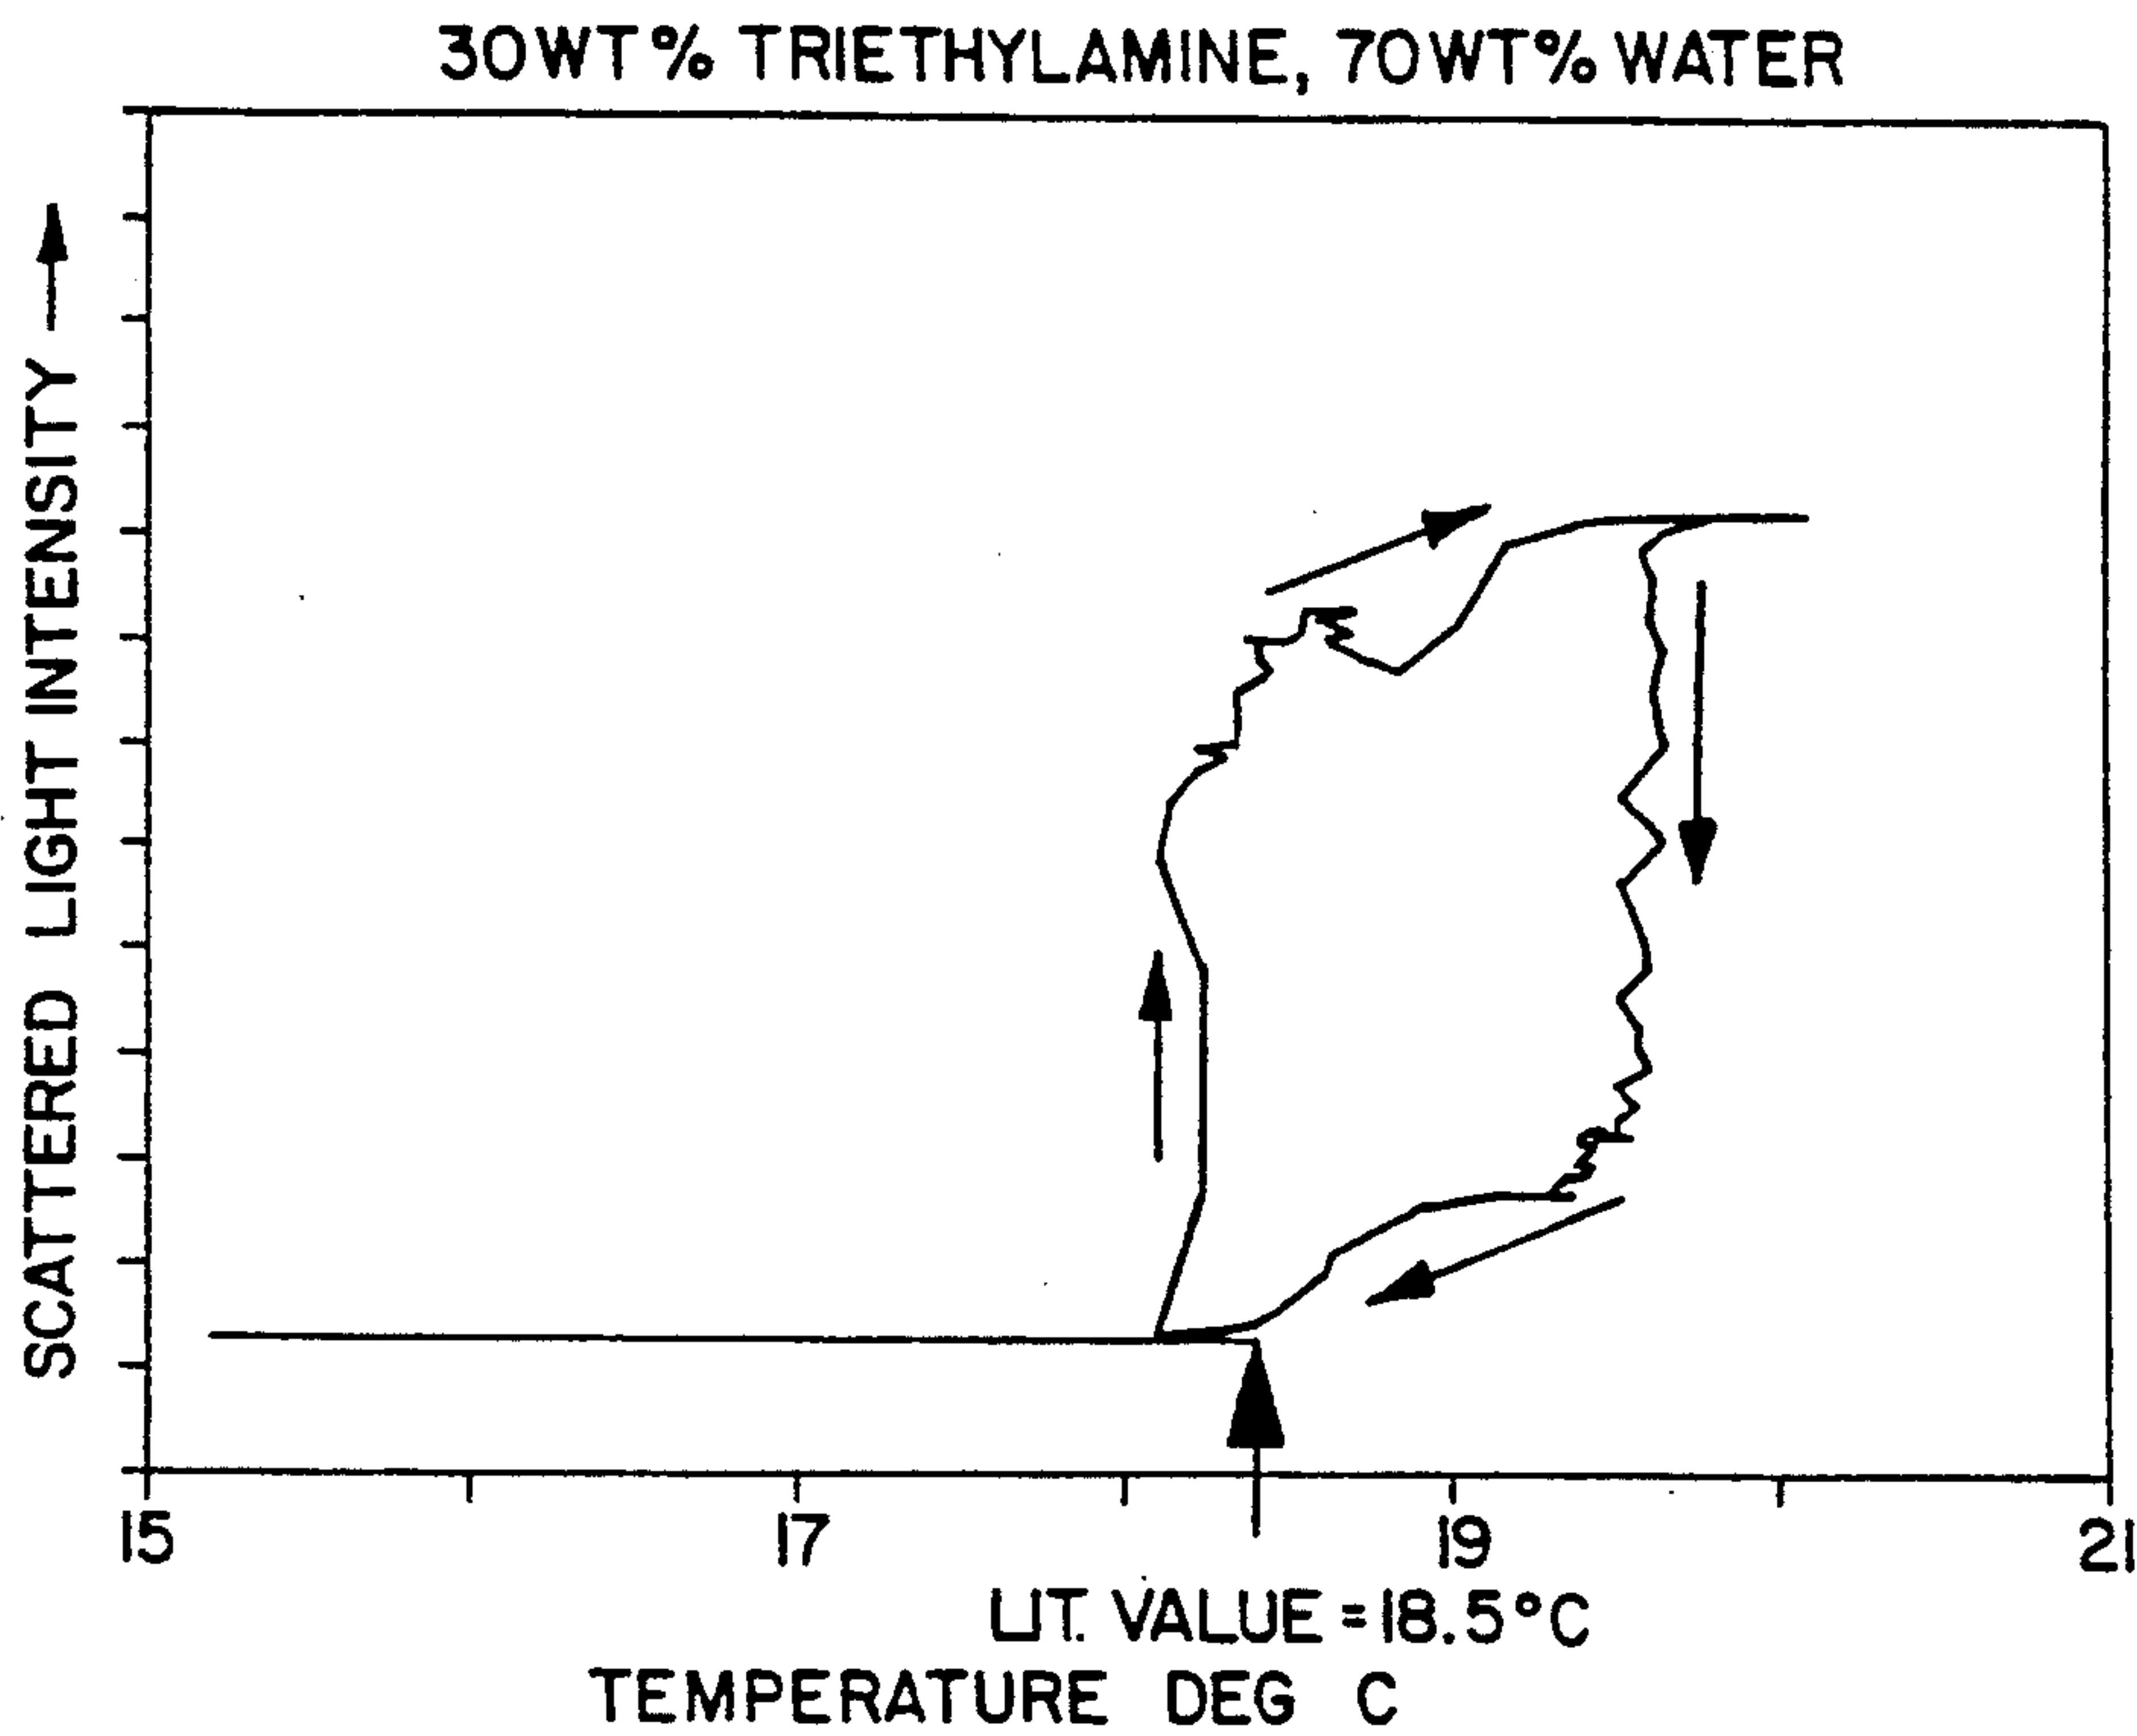 30WT% TRIETHYLAMINE, 70WT% WATER
SCATTERED LIGHT INTENSITY
15 17 19 21
LIT. VALUE = 18.5°C
TEMPERATURE DEG C